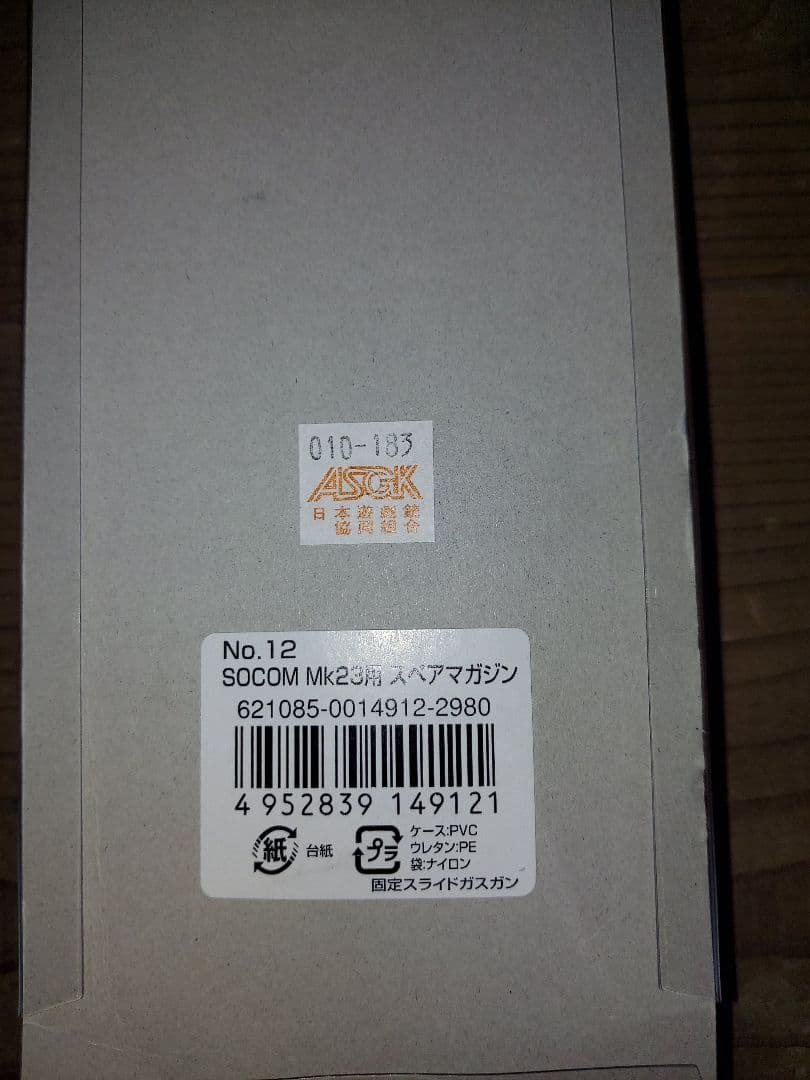 010-183
ASGK
日本遊戯銃
協同組合
No.12
SOCOM Mk23用 スペアマガジン
621085-0014912-2980
4 952839 149121
紙 台紙
プラ
ケース:PVC
ウレタン:PE
袋:ナイロン
固定スライドガスガン